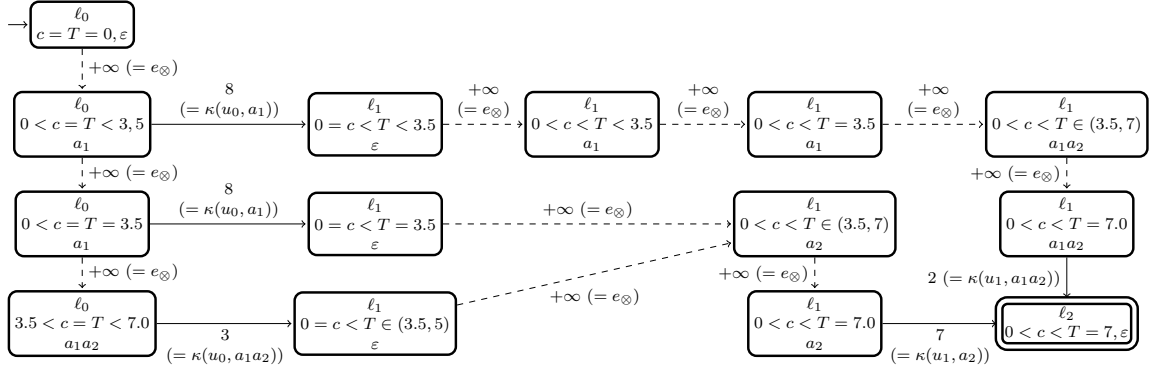 ℓ₀
c = T = 0, ε
+∞ (= e⊗)
ℓ₀
0 < c = T < 3, 5
a₁
8
(= κ(u₀, a₁))
ℓ₁
0 = c < T < 3.5
ε
+∞
(= e⊗)
ℓ₁
0 < c < T < 3.5
a₁
+∞
(= e⊗)
ℓ₁
0 < c < T = 3.5
a₁
+∞
(= e⊗)
ℓ₁
0 < c < T ∈ (3.5, 7)
a₁a₂
+∞ (= e⊗)
+∞ (= e⊗)
ℓ₀
0 < c = T = 3.5
a₁
8
(= κ(u₀, a₁))
ℓ₁
0 = c < T = 3.5
ε
+∞ (= e⊗)
ℓ₁
0 < c < T ∈ (3.5, 7)
a₂
ℓ₁
0 < c < T = 7.0
a₁a₂
+∞ (= e⊗)
+∞ (= e⊗)
2 (= κ(u₁, a₁a₂))
ℓ₀
3.5 < c = T < 7.0
a₁a₂
3
(= κ(u₀, a₁a₂))
ℓ₁
0 = c < T ∈ (3.5, 5)
ε
+∞ (= e⊗)
ℓ₁
0 < c < T = 7.0
a₂
7
(= κ(u₁, a₂))
ℓ₂
0 < c < T = 7, ε